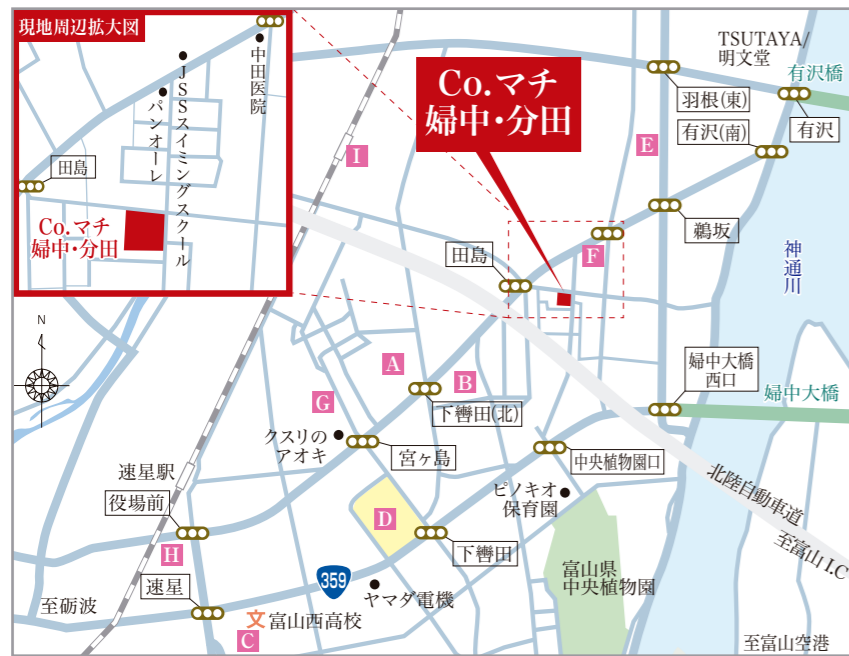 現地周辺拡大図
中田医院
JSSスイミングスクール
パンオーレ
田島
Co.マチ
婦中・分田
TSUTAYA/
明文堂
有沢橋
Co.マチ
婦中・分田
羽根(東)
有沢
有沢(南)
I
E
鵜坂
神通川
F
田島
N
A
B
婦中大橋
西口
婦中大橋
下轡田(北)
G
クスリの
アオキ
宮ヶ島
中央植物園口
速星駅
北陸自動車道
役場前
ピノキオ
保育園
D
下轡田
至富山I.C
H
359
富山県
中央植物園
速星
ヤマダ電機
至砺波
文
富山西高校
C
至富山空港